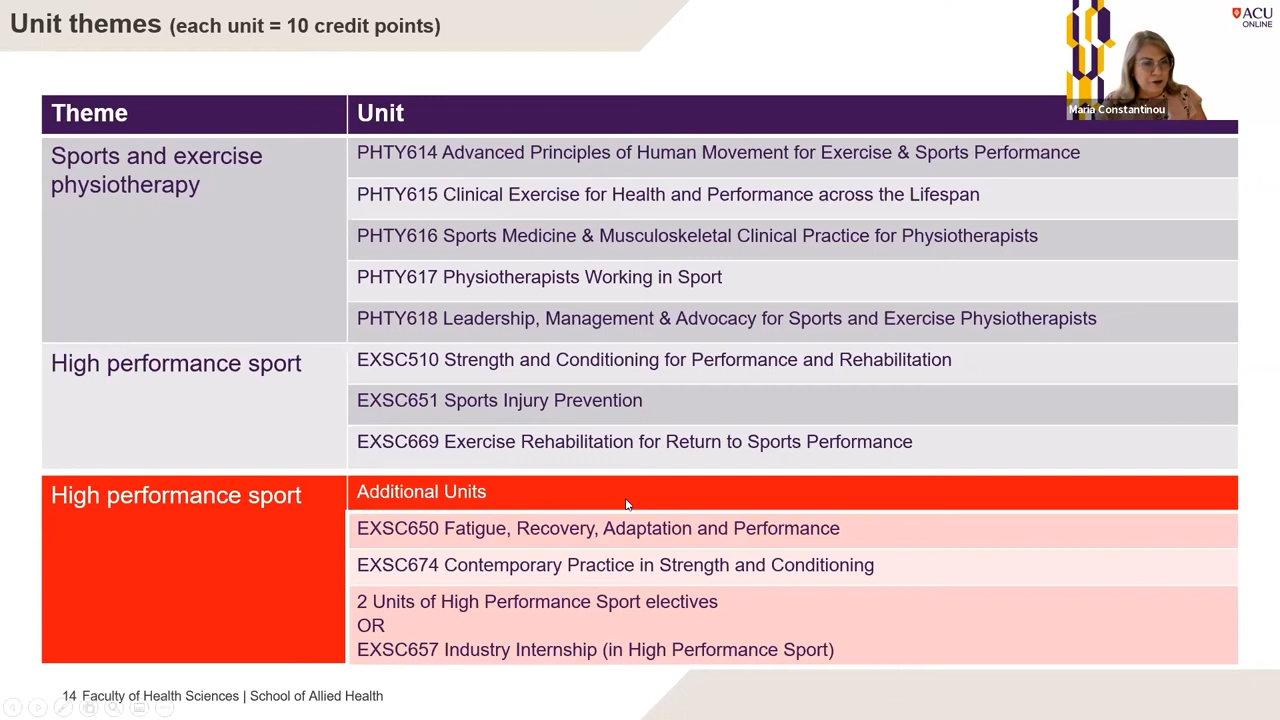 Unit themes (each unit = 10 credit points)
ACU
ONLINE
Maria Constantinou
Theme
Unit
Sports and exercise
physiotherapy
PHTY614 Advanced Principles of Human Movement for Exercise & Sports Performance
PHTY615 Clinical Exercise for Health and Performance across the Lifespan
PHTY616 Sports Medicine & Musculoskeletal Clinical Practice for Physiotherapists
PHTY617 Physiotherapists Working in Sport
PHTY618 Leadership, Management & Advocacy for Sports and Exercise Physiotherapists
High performance sport
EXSC510 Strength and Conditioning for Performance and Rehabilitation
EXSC651 Sports Injury Prevention
EXSC669 Exercise Rehabilitation for Return to Sports Performance
High performance sport
Additional Units
EXSC650 Fatigue, Recovery, Adaptation and Performance
EXSC674 Contemporary Practice in Strength and Conditioning
2 Units of High Performance Sport electives
OR
EXSC657 Industry Internship (in High Performance Sport)
14 Faculty of Health Sciences | School of Allied Health